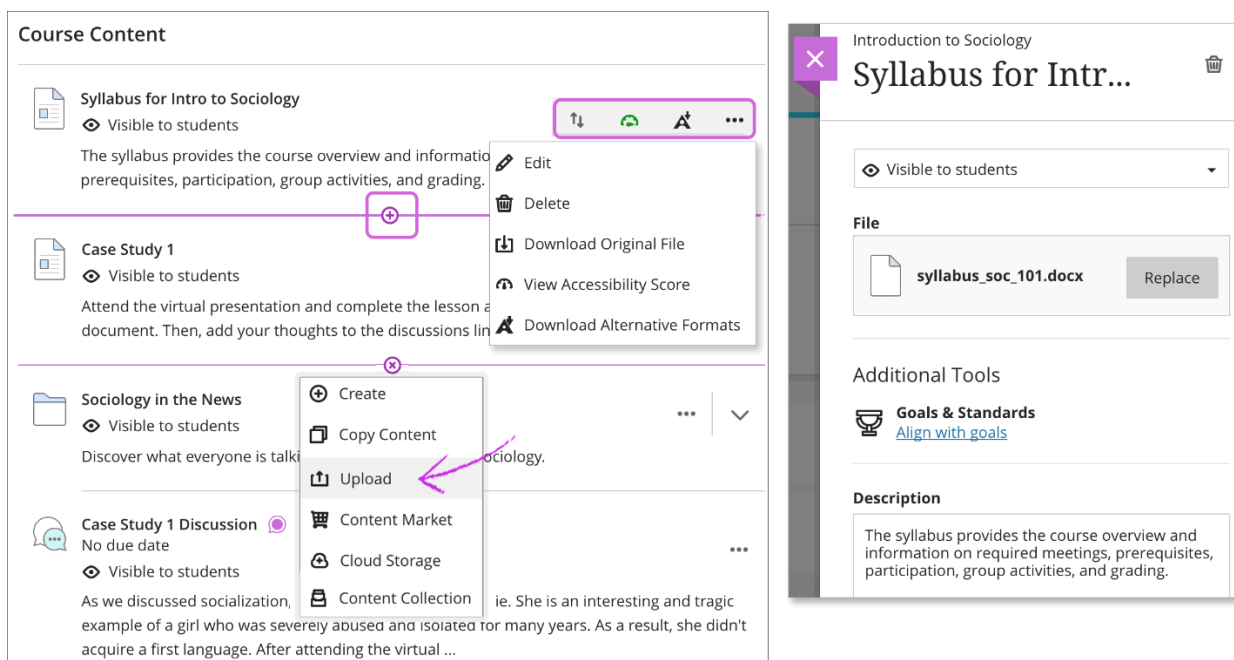 Course Content
Syllabus for Intro to Sociology
Visible to students
The syllabus provides the course overview and informatio
prerequisites, participation, group activities, and grading.
Edit
Delete
Download Original File
View Accessibility Score
Download Alternative Formats
Case Study 1
Visible to students
Attend the virtual presentation and complete the lesson a
document. Then, add your thoughts to the discussions lin
Sociology in the News
Visible to students
Discover what everyone is talki ociology.
Create
Copy Content
Upload
Content Market
Cloud Storage
Content Collection
Case Study 1 Discussion
No due date
Visible to students
As we discussed socialization, ie. She is an interesting and tragic
example of a girl who was severely abused and isolated for many years. As a result, she didn't
acquire a first language. After attending the virtual ...
Introduction to Sociology
Syllabus for Intr...
Visible to students
File
syllabus_soc_101.docx
Replace
Additional Tools
Goals & Standards
Align with goals
Description
The syllabus provides the course overview and
information on required meetings, prerequisites,
participation, group activities, and grading.